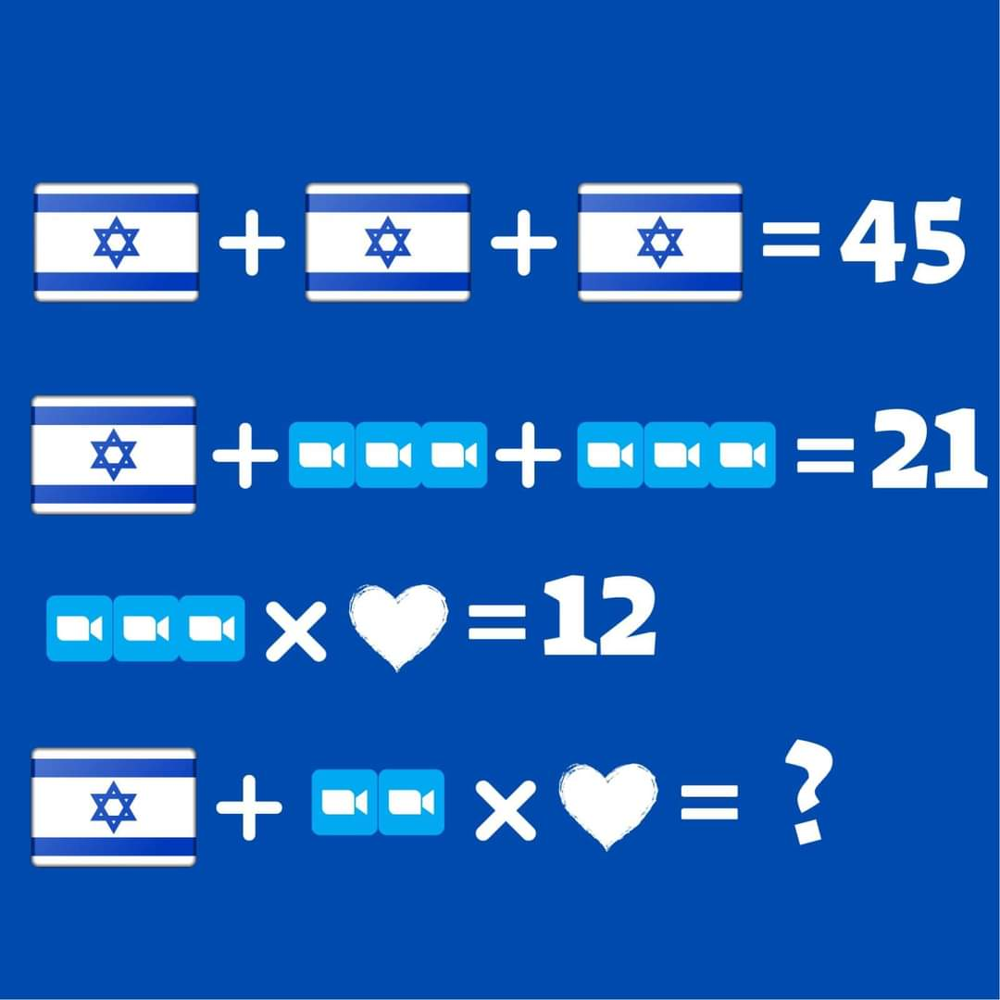 + + = 45
+ + = 21
× = 12
+ × = ?